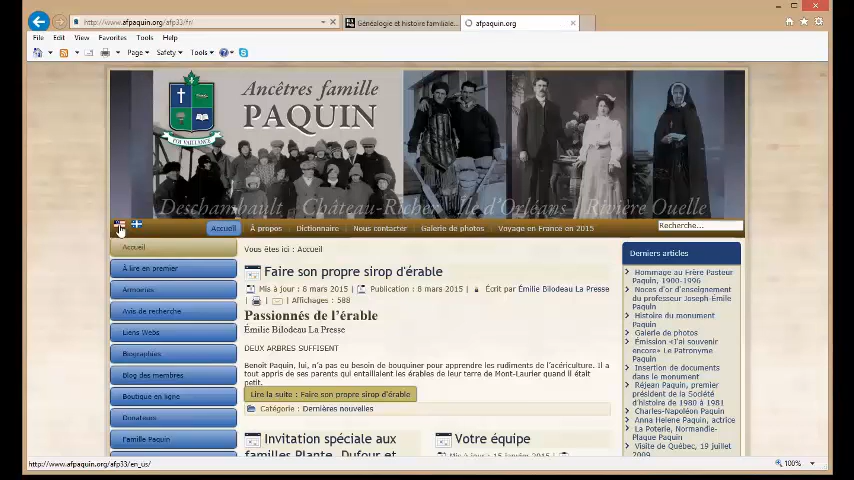 http://www.afpaquin.org/afp33/fr/
Généalogie et histoire familiale...
afpaquin.org
File Edit View Favorites Tools Help
Page Safety Tools
Ancêtres famille
PAQUIN
Deschambault Château-Richer Ile d'Orléans Rivière Ouelle
Accueil À propos Dictionnaire Nous contacter Galerie de photos Voyage en France en 2015
Recherche...
Accueil
À lire en premier
Armoiries
Avis de recherche
Liens Webs
Biographies
Blog des membres
Boutique en ligne
Donateurs
Famille Paquin
Vous êtes ici : Accueil
Faire son propre sirop d'érable
Mis à jour : 8 mars 2015 | Publication : 8 mars 2015 | Écrit par Émilie Bilodeau La Presse
| Affichages : 588
Passionnés de l'érable
Émilie Bilodeau La Presse
DEUX ARBRES SUFFISENT
Benoit Paquin, lui, n'a pas eu besoin de bouquiner pour apprendre les rudiments de l'acériculture. Il a
tout appris de ses parents qui entaillaient les érables de leur terre de Mont-Laurier quand il était
petit.
Lire la suite : Faire son propre sirop d'érable
Catégorie : Dernières nouvelles
Invitation spéciale aux
familles Plante, Dufour et
Votre équipe
Mis à jour : 15 janvier 2015 |
Derniers articles
Hommage au Frère Pasteur
Paquin, 1900-1996
Noces d'or d'enseignement
du professeur Joseph-Émile
Paquin
Histoire du monument
Paquin
Galerie de photos
Émission «J'ai souvenir
encore» Le Patronyme
Paquin
Insertion de documents
dans le monument
Réjean Paquin, premier
président de la Société
d'histoire de 1980 à 1981
Charles-Napoléon Paquin
Anna Helene Paquin, actrice
La Poterie, Normandie-
Plaque Paquin
Visite de Québec, 19 juillet
2009
http://www.afpaquin.org/afp33/en_us/
100%